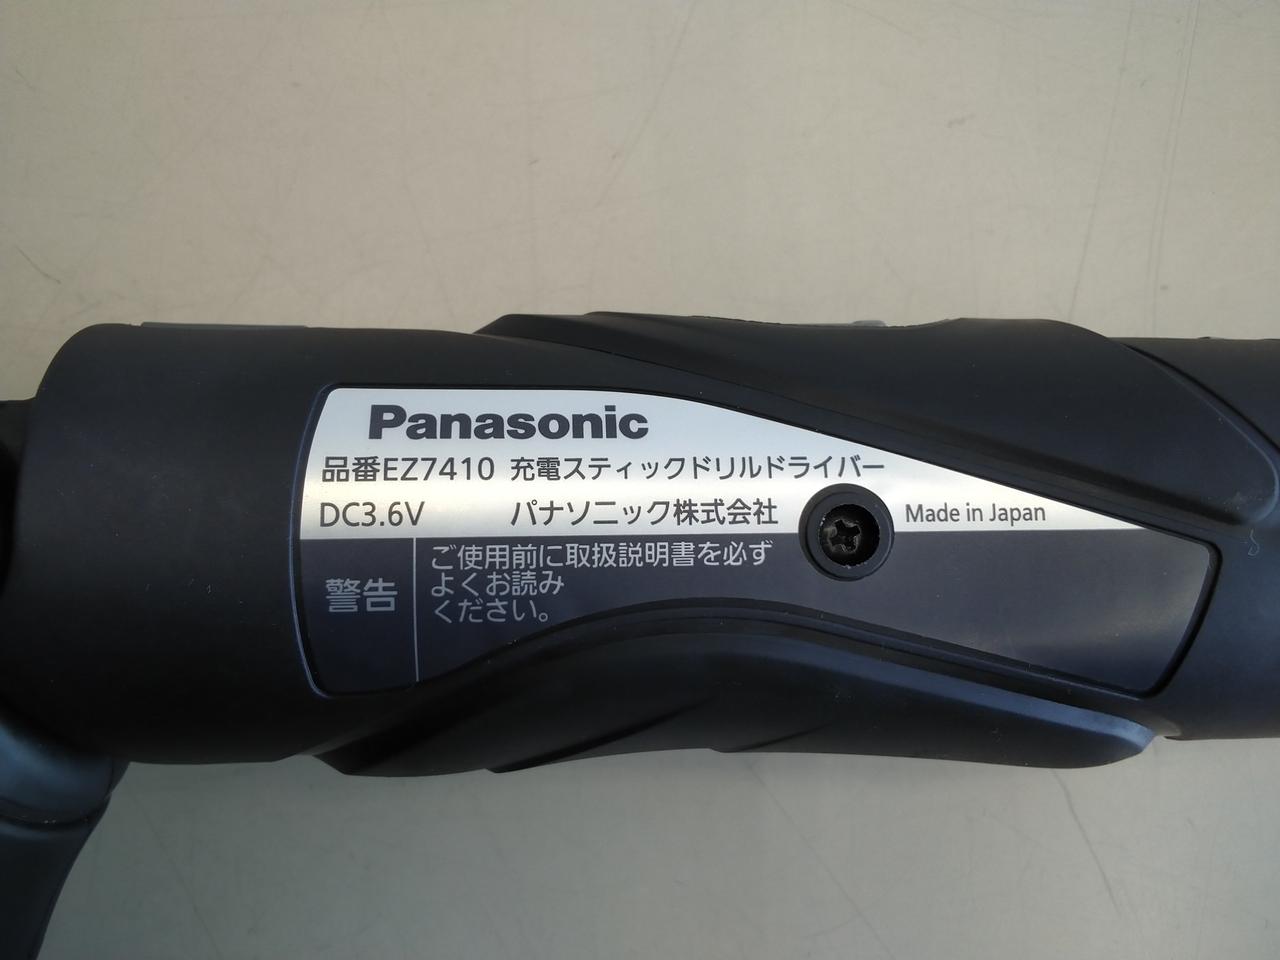 Panasonic
品番EZ7410 充電スティックドリルドライバー
DC3.6V パナソニック株式会社 Made in Japan
警告
ご使用前に取扱説明書を必ず
よくお読み
ください。